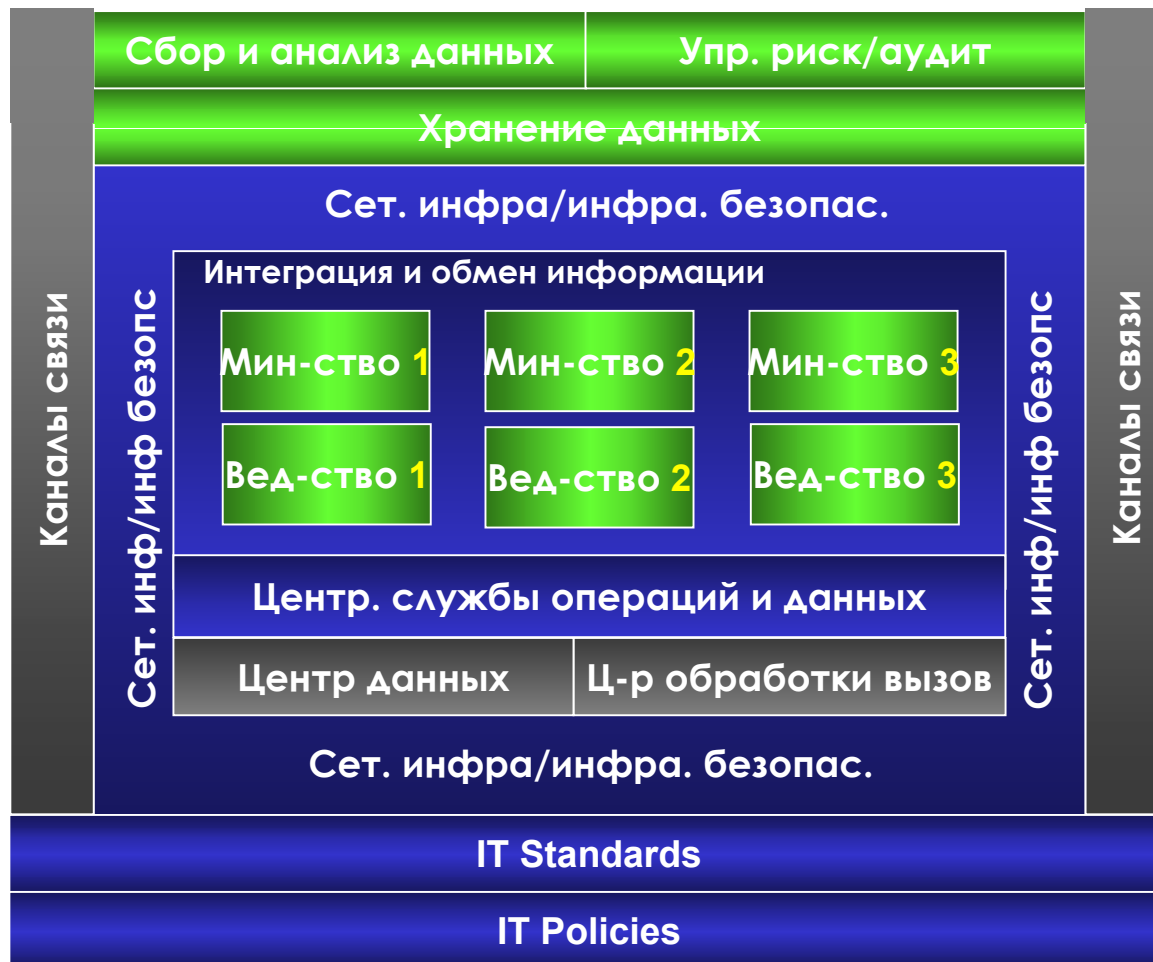 Сбор и анализ данных
Упр. риск/аудит
Хранение данных
Сет. инфра/инфра. безопас.
Каналы связи
Сет. инф/инф безопс
Интеграция и обмен информации
Мин-ство 1
Мин-ство 2
Мин-ство 3
Вед-ство 1
Вед-ство 2
Вед-ство 3
Сет. инф/инф безопс
Каналы связи
Центр. службы операций и данных
Центр данных
Ц-р обработки вызов
Сет. инфра/инфра. безопас.
IT Standards
IT Policies